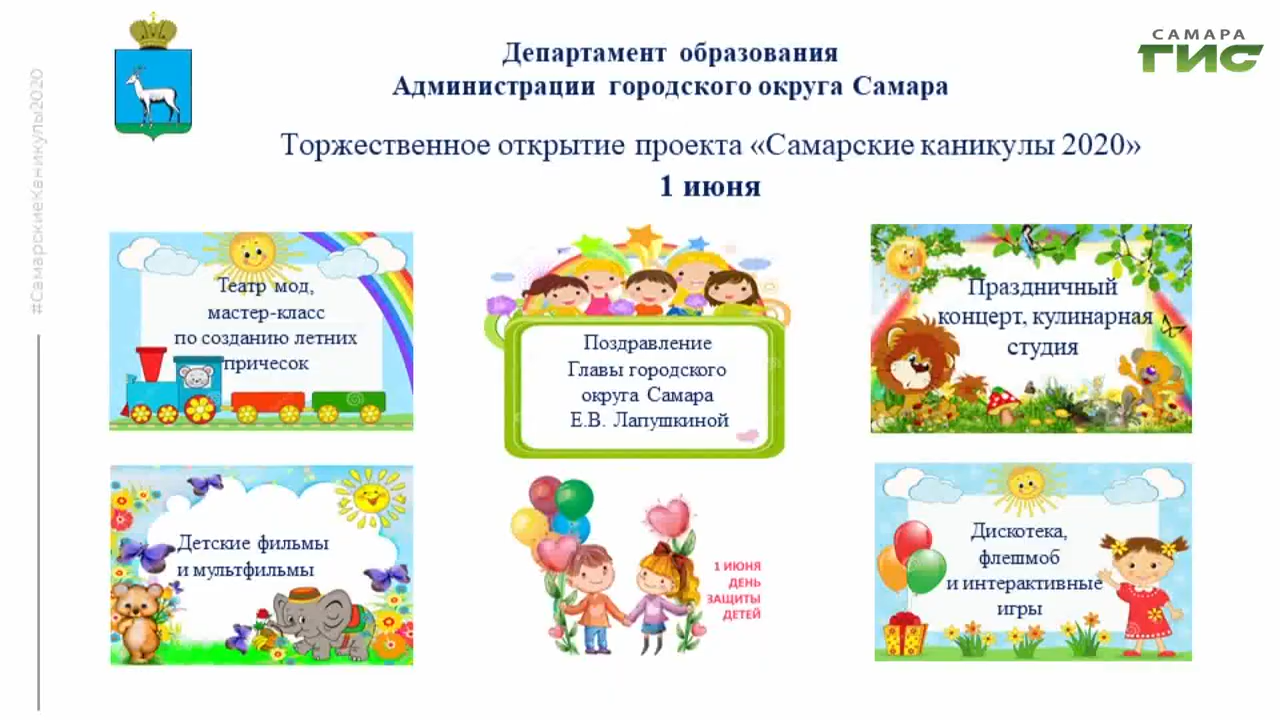 САМАРА
ГИС
Департамент образования
Администрации городского округа Самара
Торжественное открытие проекта «Самарские каникулы 2020»
1 июня
#СамарскиеКаникулы2020
Театр мод,
мастер-класс
по созданию летних
причесок
Поздравление
Главы городского
округа Самара
Е.В. Лапушкиной
Праздничный
концерт, кулинарная
студия
Детские фильмы
и мультфильмы
1 ИЮНЯ
ДЕНЬ
ЗАЩИТЫ
ДЕТЕЙ
Дискотека,
флешмоб
и интерактивные
игры